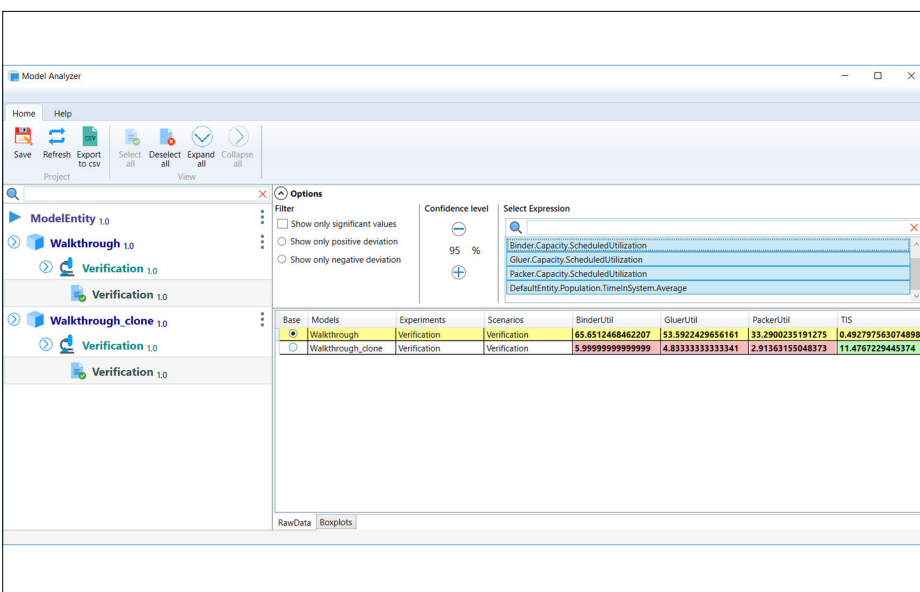 Model Analyzer
Home Help
Save Refresh Export to csv Select all Deselect all Expand all Collapse all
Project View
Options
ModelEntity 1.0
Walkthrough 1.0
Verification 1.0
Verification 1.0
Walkthrough_clone 1.0
Verification 1.0
Verification 1.0
Filter Confidence level Select Expression
Show only significant values
Show only positive deviation
95 %
Show only negative deviation
Binder.Capacity.ScheduledUtilization
Gluer.Capacity.ScheduledUtilization
Packer.Capacity.ScheduledUtilization
DefaultEntity.Population.TimeInSystem.Average
Base Models Experiments Scenarios BinderUtil GluerUtil PackerUtil TIS
Walkthrough Verification Verification 65.6512468462207 53.5922429656161 33.2900235191275 0.492797563074898
Walkthrough_clone Verification Verification 5.99999999999999 4.83333333333341 2.91363155048373 11.4767229445374
RawData Boxplots